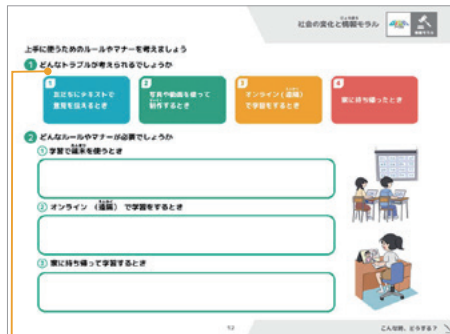 社会の変化と情報モラル
上手に使うためのルールやマナーを考えましょう
1 どんなトラブルが考えられるでしょうか
1
友だちにテキストで
意見を伝えるとき
2
写真や動画を使って
制作するとき
3
オンライン（遠隔）
で学習をするとき
4
家に持ち帰ったとき
2 どんなルールやマナーが必要でしょうか
① 学習で端末を使うとき
② オンライン （遠隔） で学習をするとき
③ 家に持ち帰って学習するとき
52
こんな時、どうする？